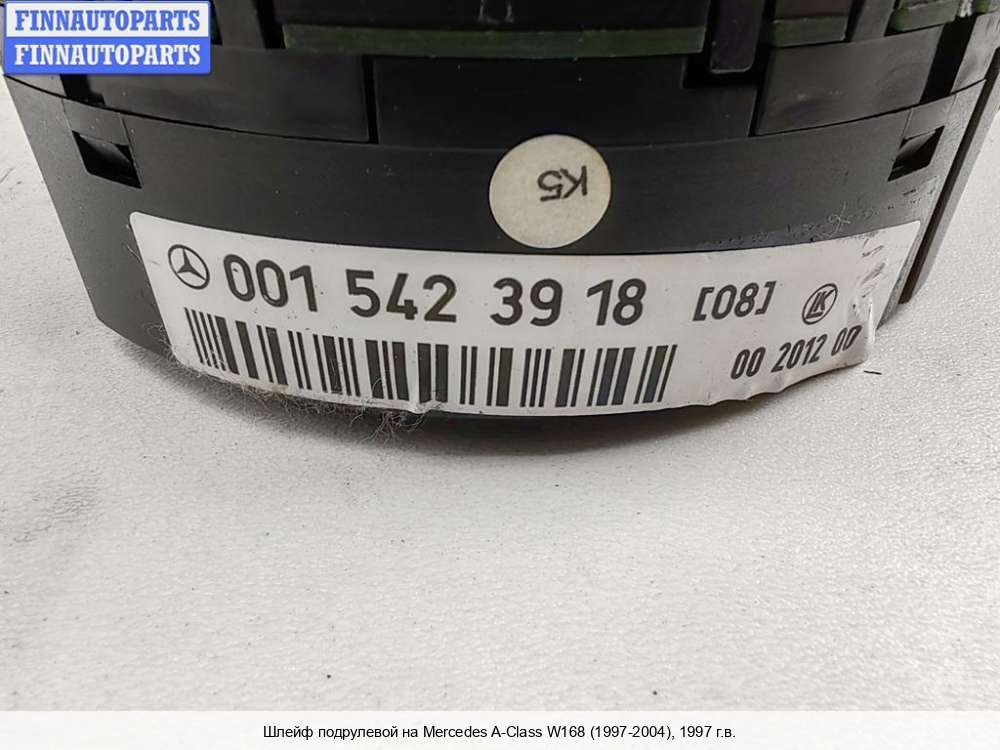 FINNAUTOPARTS
FINNAUTOPARTS
K5
001 542 39 18 [08] LK
00 2012 00
Шлейф подрулевой на Mercedes A-Class W168 (1997-2004), 1997 г.в.